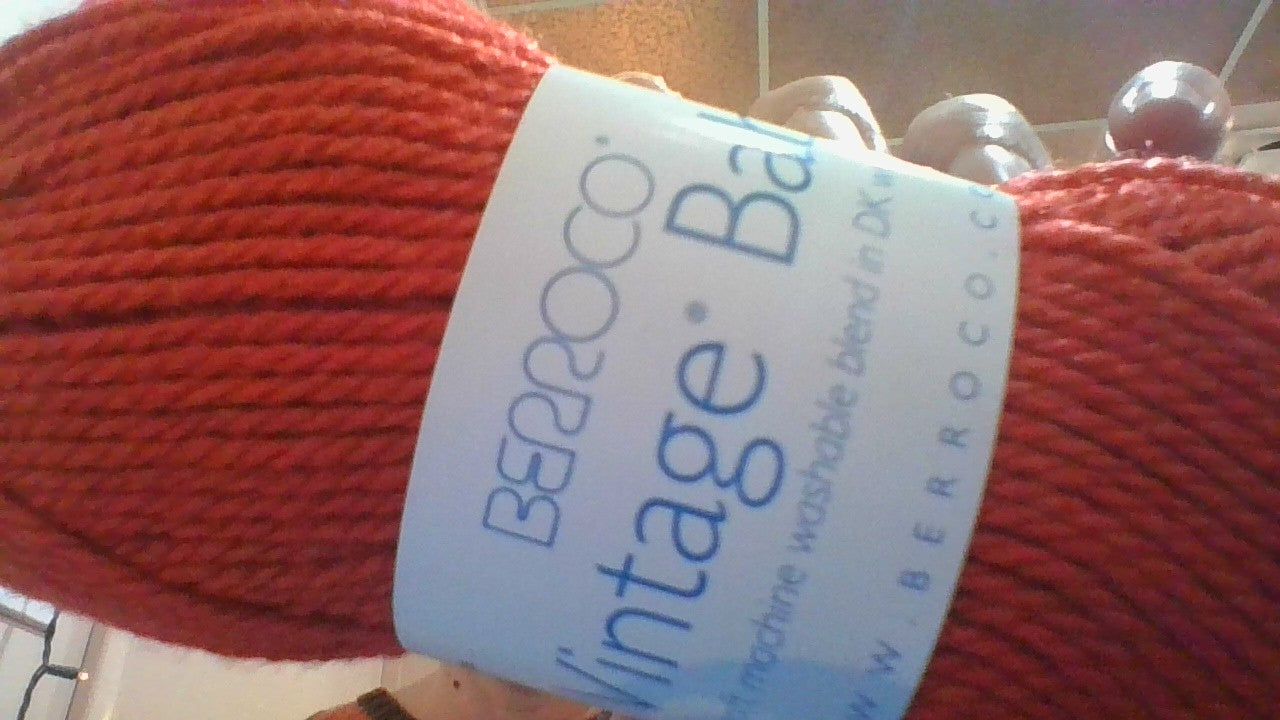 BERROCO®
Vintage® Ba
machine washable blend in DK w
W W . B E R R O C O . C